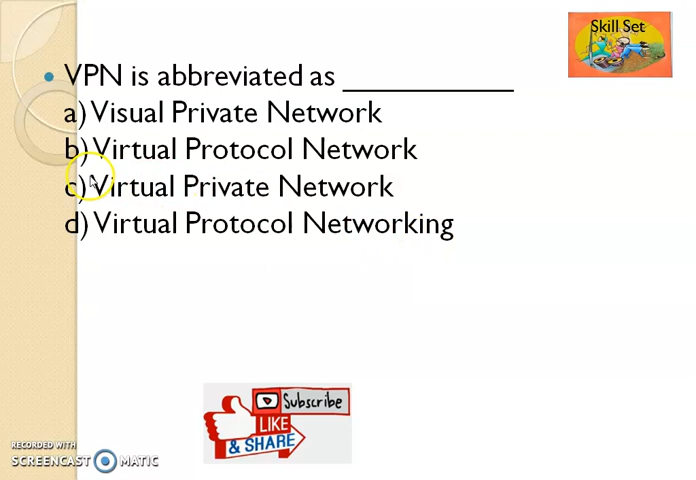 Skill Set
VPN is abbreviated as ___________
a) Visual Private Network
b) Virtual Protocol Network
c) Virtual Private Network
d) Virtual Protocol Networking
Subscribe
LIKE
& SHARE
RECORDED WITH
SCREENCAST MATIC